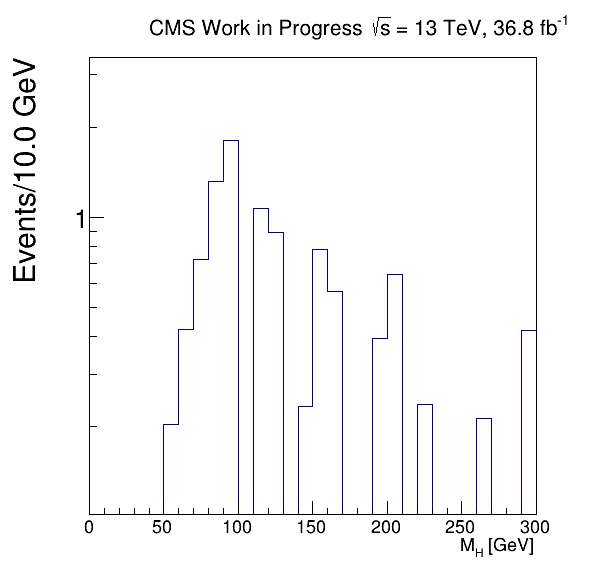 CMS Work in Progress √s = 13 TeV, 36.8 fb⁻¹
Events/10.0 GeV
1
0 50 100 150 200 250 300
M_H [GeV]